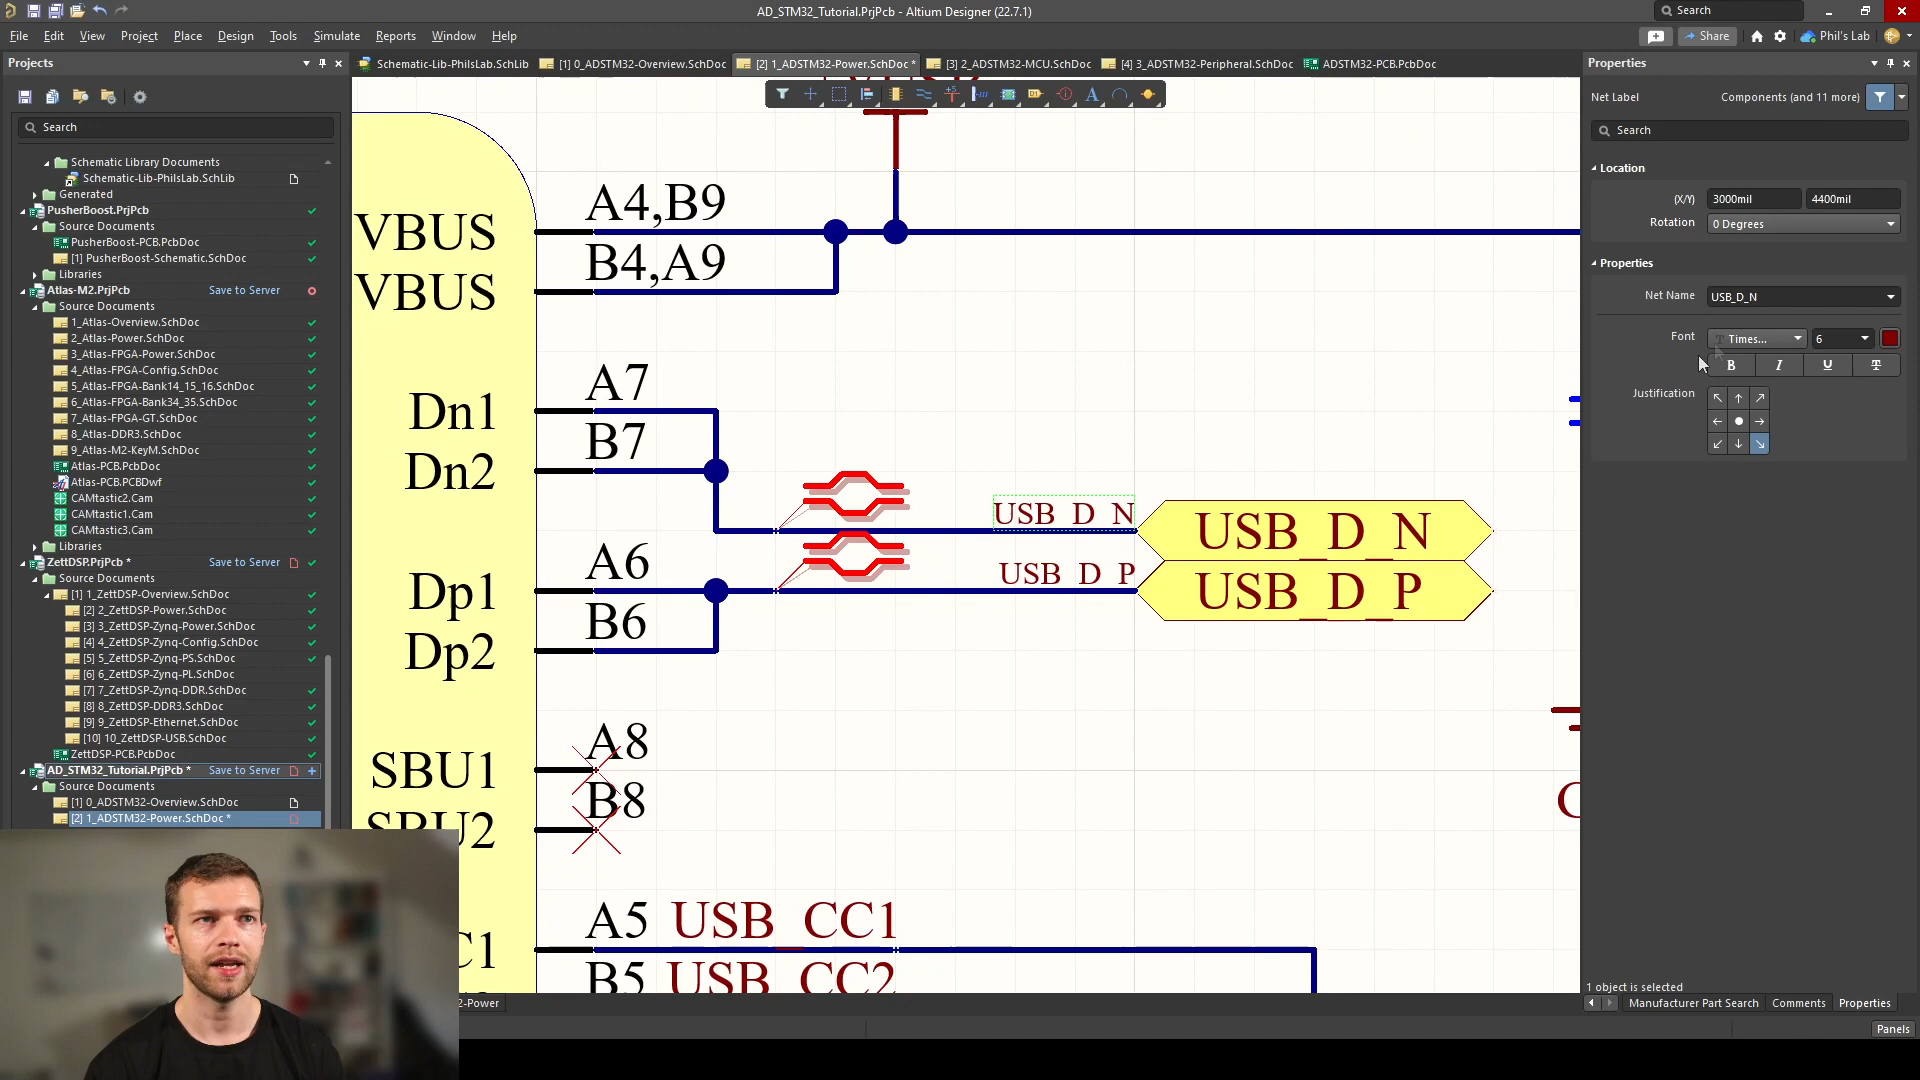 AD_STM32_Tutorial.PrjPcb - Altium Designer (22.7.1)
Search
File Edit View Project Place Design Tools Simulate Reports Window Help
Share
Phil's Lab
Projects
Schematic-Lib-PhilsLab.SchLib
[1] 0_ADSTM32-Overview.SchDoc
[2] 1_ADSTM32-Power.SchDoc *
[3] 2_ADSTM32-MCU.SchDoc
[4] 3_ADSTM32-Peripheral.SchDoc
ADSTM32-PCB.PcbDoc
Properties
Search
Schematic Library Documents
Schematic-Lib-PhilsLab.SchLib
Generated
PusherBoost.PrjPcb
Source Documents
PusherBoost-PCB.PcbDoc
[1] PusherBoost-Schematic.SchDoc
Libraries
Atlas-M2.PrjPcb Save to Server
Source Documents
1_Atlas-Overview.SchDoc
2_Atlas-Power.SchDoc
3_Atlas-FPGA-Power.SchDoc
4_Atlas-FPGA-Config.SchDoc
5_Atlas-FPGA-Bank14_15_16.SchDoc
6_Atlas-FPGA-Bank34_35.SchDoc
7_Atlas-FPGA-GT.SchDoc
8_Atlas-DDR3.SchDoc
9_Atlas-M2-KeyM.SchDoc
Atlas-PCB.PcbDoc
Atlas-PCB.PCBDwf
CAMtastic2.Cam
CAMtastic1.Cam
CAMtastic3.Cam
Libraries
ZettDSP.PrjPcb * Save to Server
Source Documents
[1] 1_ZettDSP-Overview.SchDoc
[2] 2_ZettDSP-Power.SchDoc
[3] 3_ZettDSP-Zynq-Power.SchDoc
[4] 4_ZettDSP-Zynq-Config.SchDoc
[5] 5_ZettDSP-Zynq-PS.SchDoc
[6] 6_ZettDSP-Zynq-PL.SchDoc
[7] 7_ZettDSP-Zynq-DDR.SchDoc
[8] 8_ZettDSP-DDR3.SchDoc
[9] 9_ZettDSP-Ethernet.SchDoc
[10] 10_ZettDSP-USB.SchDoc
ZettDSP-PCB.PcbDoc
AD_STM32_Tutorial.PrjPcb * Save to Server
Source Documents
[1] 0_ADSTM32-Overview.SchDoc
[2] 1_ADSTM32-Power.SchDoc *
A4,B9
VBUS
B4,A9
VBUS
A7
Dn1
B7
Dn2
USB_D_N
USB_D_N
A6
USB_D_P
Dp1
USB_D_P
B6
Dp2
A8
SBU1
B8
SBU2
A5 USB_CC1
C1
B5 USB_CC2
2-Power
Net Label Components (and 11 more)
Search
Location
(X/Y) 3000mil 4400mil
Rotation 0 Degrees
Properties
Net Name USB_D_N
Font Times... 6
B I U T
Justification
1 object is selected
Manufacturer Part Search Comments Properties
Panels